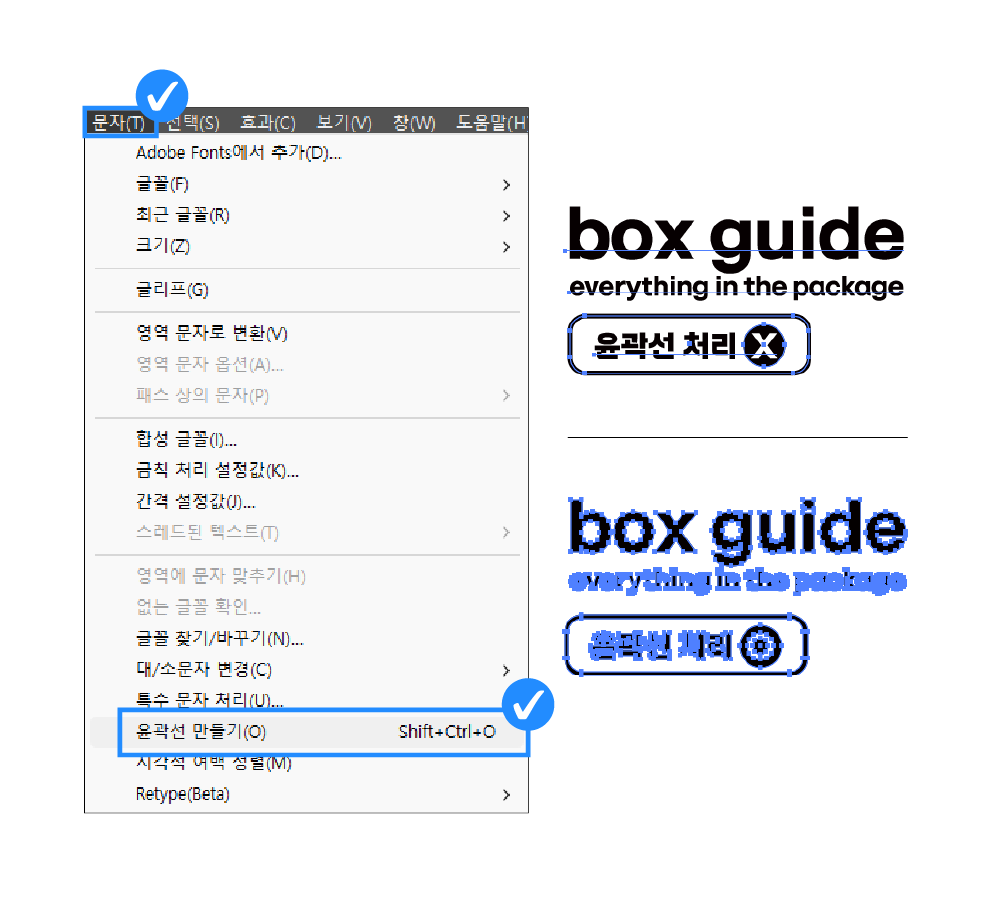 문자(T) 선택(S) 효과(C) 보기(V) 창(W) 도움말(H
Adobe Fonts에서 추가(D)...
글꼴(F)
최근 글꼴(R)
크기(Z)
글리프(G)
영역 문자로 변환(V)
영역 문자 옵션(A)...
패스 상의 문자(P)
합성 글꼴(I)...
금칙 처리 설정값(K)...
간격 설정값(J)...
스레드된 텍스트(T)
영역에 문자 맞추기(H)
없는 글꼴 확인...
글꼴 찾기/바꾸기(N)...
대/소문자 변경(C)
특수 문자 처리(U)...
윤곽선 만들기(O) Shift+Ctrl+O
시각적 여백 정렬(M)
Retype(Beta)
box guide
everything in the package
윤곽선 처리 X
box guide
everything in the package
윤곽선 처리 O